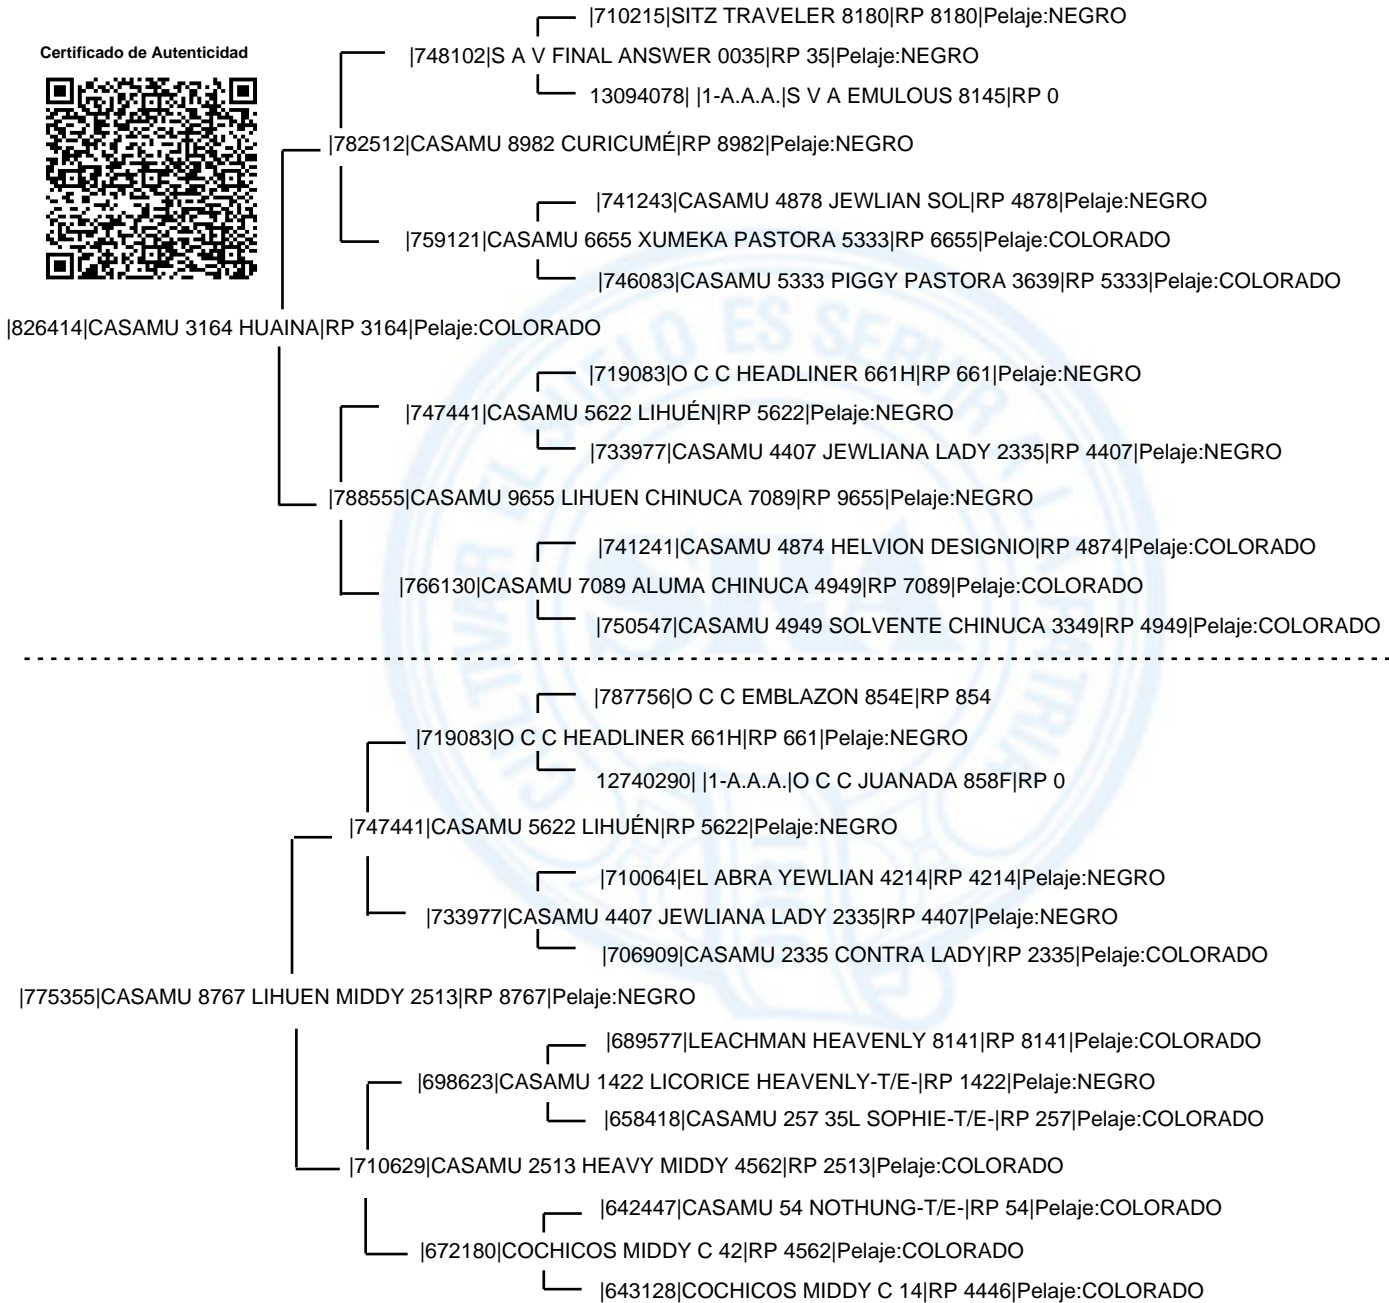 |710215|SITZ TRAVELER 8180|RP 8180|Pelaje:NEGRO
Certificado de Autenticidad
|748102|S A V FINAL ANSWER 0035|RP 35|Pelaje:NEGRO
13094078| |1-A.A.A.|S V A EMULOUS 8145|RP 0
|782512|CASAMU 8982 CURICUMÉ|RP 8982|Pelaje:NEGRO
|741243|CASAMU 4878 JEWLIAN SOL|RP 4878|Pelaje:NEGRO
|759121|CASAMU 6655 XUMEKA PASTORA 5333|RP 6655|Pelaje:COLORADO
|746083|CASAMU 5333 PIGGY PASTORA 3639|RP 5333|Pelaje:COLORADO
|826414|CASAMU 3164 HUAINA|RP 3164|Pelaje:COLORADO
|719083|O C C HEADLINER 661H|RP 661|Pelaje:NEGRO
|747441|CASAMU 5622 LIHUÉN|RP 5622|Pelaje:NEGRO
|733977|CASAMU 4407 JEWLIANA LADY 2335|RP 4407|Pelaje:NEGRO
|788555|CASAMU 9655 LIHUEN CHINUCA 7089|RP 9655|Pelaje:NEGRO
|741241|CASAMU 4874 HELVION DESIGNIO|RP 4874|Pelaje:COLORADO
|766130|CASAMU 7089 ALUMA CHINUCA 4949|RP 7089|Pelaje:COLORADO
|750547|CASAMU 4949 SOLVENTE CHINUCA 3349|RP 4949|Pelaje:COLORADO
|787756|O C C EMBLAZON 854E|RP 854
|719083|O C C HEADLINER 661H|RP 661|Pelaje:NEGRO
12740290| |1-A.A.A.|O C C JUANADA 858F|RP 0
|747441|CASAMU 5622 LIHUÉN|RP 5622|Pelaje:NEGRO
|710064|EL ABRA YEWLIAN 4214|RP 4214|Pelaje:NEGRO
|733977|CASAMU 4407 JEWLIANA LADY 2335|RP 4407|Pelaje:NEGRO
|706909|CASAMU 2335 CONTRA LADY|RP 2335|Pelaje:COLORADO
|775355|CASAMU 8767 LIHUEN MIDDY 2513|RP 8767|Pelaje:NEGRO
|689577|LEACHMAN HEAVENLY 8141|RP 8141|Pelaje:COLORADO
|698623|CASAMU 1422 LICORICE HEAVENLY-T/E-|RP 1422|Pelaje:NEGRO
|658418|CASAMU 257 35L SOPHIE-T/E-|RP 257|Pelaje:COLORADO
|710629|CASAMU 2513 HEAVY MIDDY 4562|RP 2513|Pelaje:COLORADO
|642447|CASAMU 54 NOTHUNG-T/E-|RP 54|Pelaje:COLORADO
|672180|COCHICOS MIDDY C 42|RP 4562|Pelaje:COLORADO
|643128|COCHICOS MIDDY C 14|RP 4446|Pelaje:COLORADO
CULTIVAR EL SUELO ES SERVIR A LA PATRIA
SRA
1866